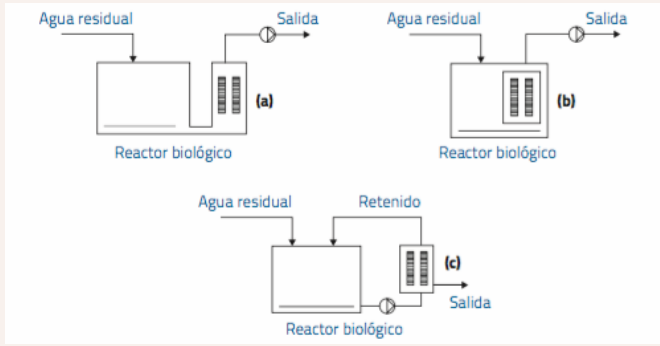 Agua residual
Salida
(a)
Reactor biológico
Agua residual
Salida
(b)
Reactor biológico
Agua residual
Retenido
(c)
Salida
Reactor biológico